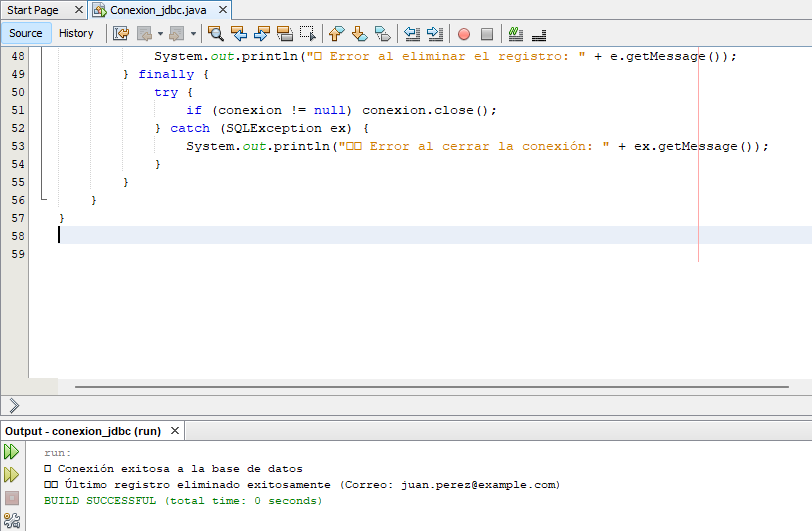 Start Page
Conexion_jdbc.java
Source History
48 System.out.println("▯ Error al eliminar el registro: " + e.getMessage());
49 } finally {
50 try {
51 if (conexion != null) conexion.close();
52 } catch (SQLException ex) {
53 System.out.println("▯▯ Error al cerrar la conexión: " + ex.getMessage());
54 }
55 }
56 }
57 }
58
59
Output - conexion_jdbc (run)
run:
▯ Conexión exitosa a la base de datos
▯▯ Último registro eliminado exitosamente (Correo: juan.perez@example.com)
BUILD SUCCESSFUL (total time: 0 seconds)